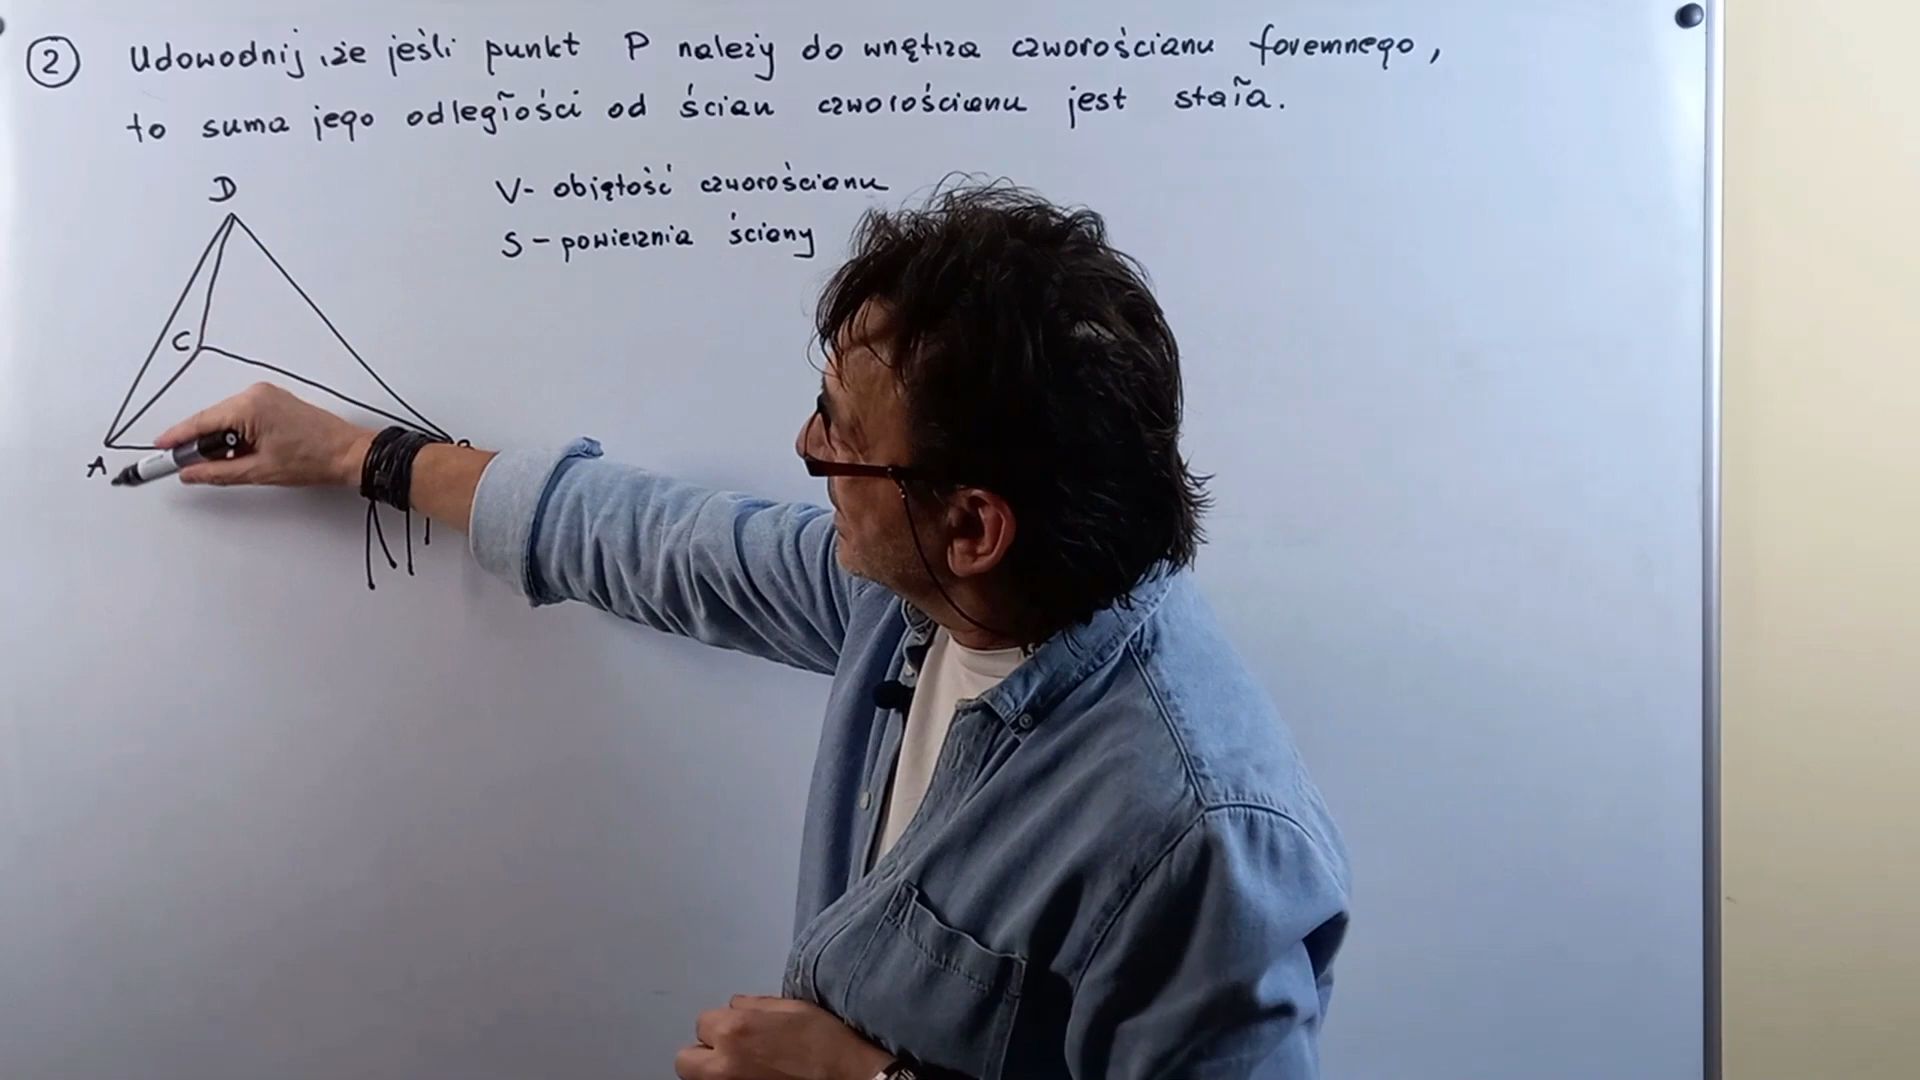 2 Udowodnij, że jeśli punkt P należy do wnętrza czworościanu foremnego,
to suma jego odległości od ścian czworościanu jest stała.
D
V- objętość czworościanu
S - powierznia ściany
C
A